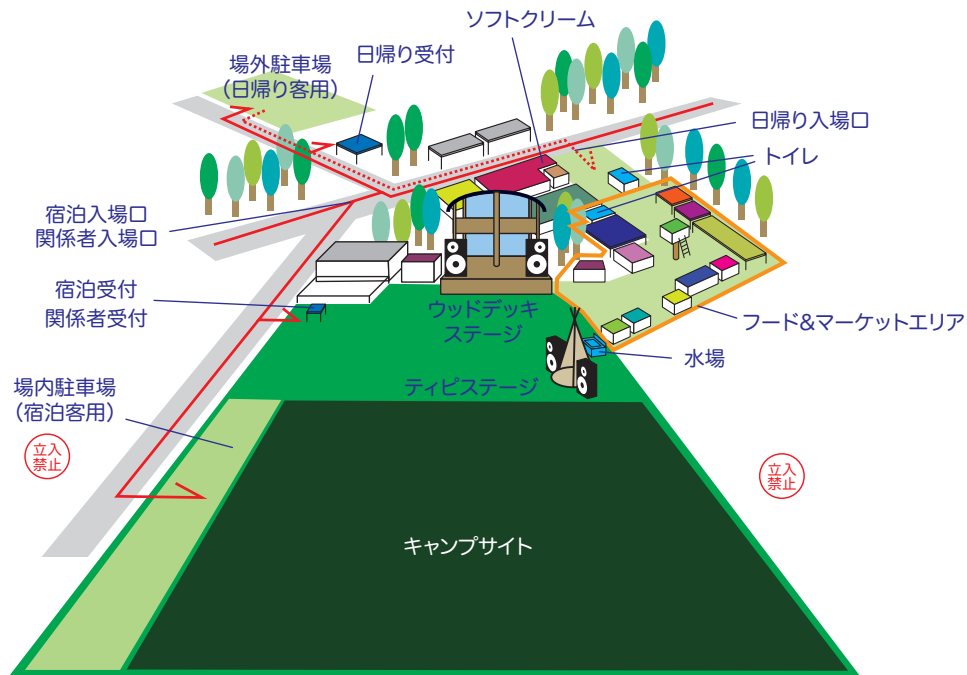 ソフトクリーム
日帰り受付
場外駐車場
（日帰り客用）
日帰り入場口
トイレ
宿泊入場口
関係者入場口
宿泊受付
関係者受付
ウッドデッキ
ステージ
フード&マーケットエリア
水場
ティピステージ
場内駐車場
（宿泊客用）
立入
禁止
立入
禁止
キャンプサイト